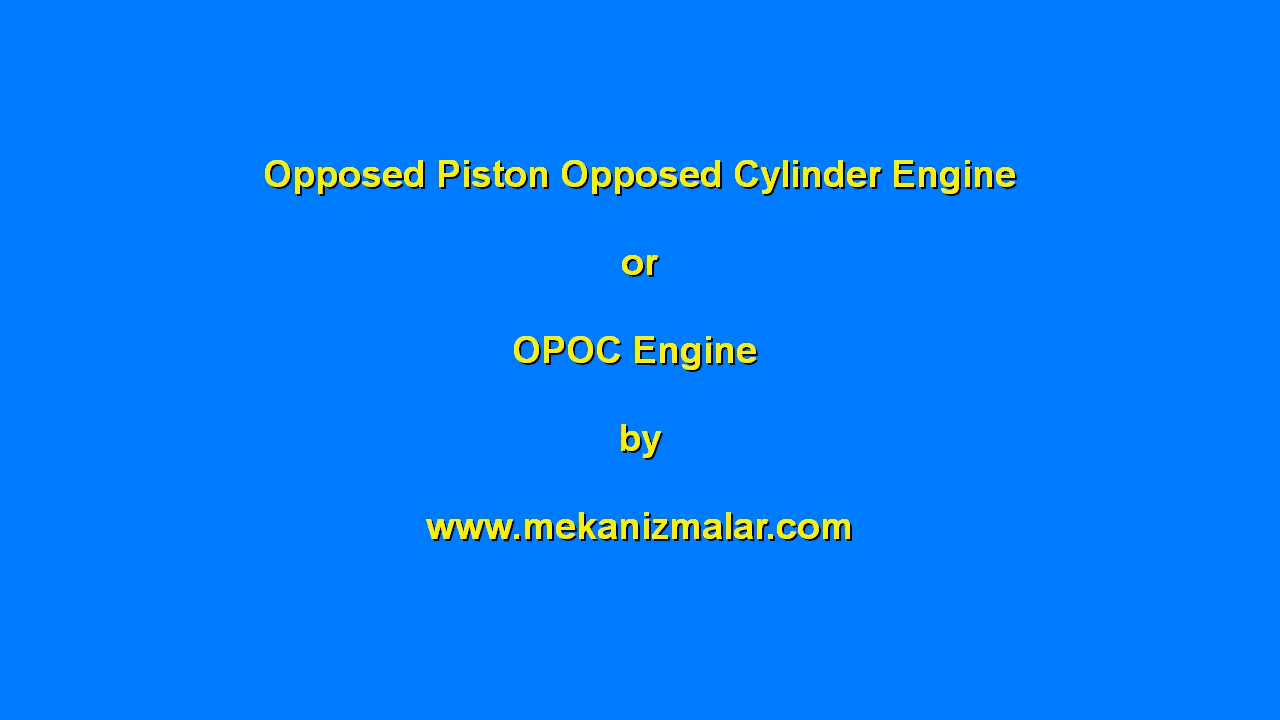 Opposed Piston Opposed Cylinder Engine
or
OPOC Engine
by
www.mekanizmalar.com